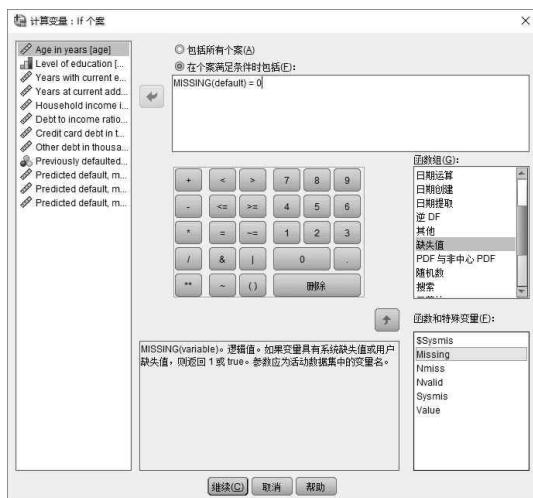 计算变量：If 个案
Age in years [age]
Level of education [...
Years with current e...
Years at current add...
Household income i...
Debt to income ratio...
Credit card debt in t...
Other debt in thousa...
Previously defaulted...
Predicted default, m...
Predicted default, m...
Predicted default, m...
包括所有个案(A)
在个案满足条件时包括(F):
MISSING(default) = 0
+ < > 7 8 9
- <= >= 4 5 6
* = ~= 1 2 3
/ & | 0 .
** ~ ( ) 删除
函数组(G):
日期运算
日期创建
日期提取
逆 DF
其他
缺失值
PDF 与非中心 PDF
随机数
搜索
函数和特殊变量(F):
$Sysmis
Missing
Nmiss
Nvalid
Sysmis
Value
MISSING(variable)。逻辑值。如果变量具有系统缺失值或用户
缺失值，则返回 1 或 true。参数应为活动数据集中的变量名。
继续(C) 取消 帮助